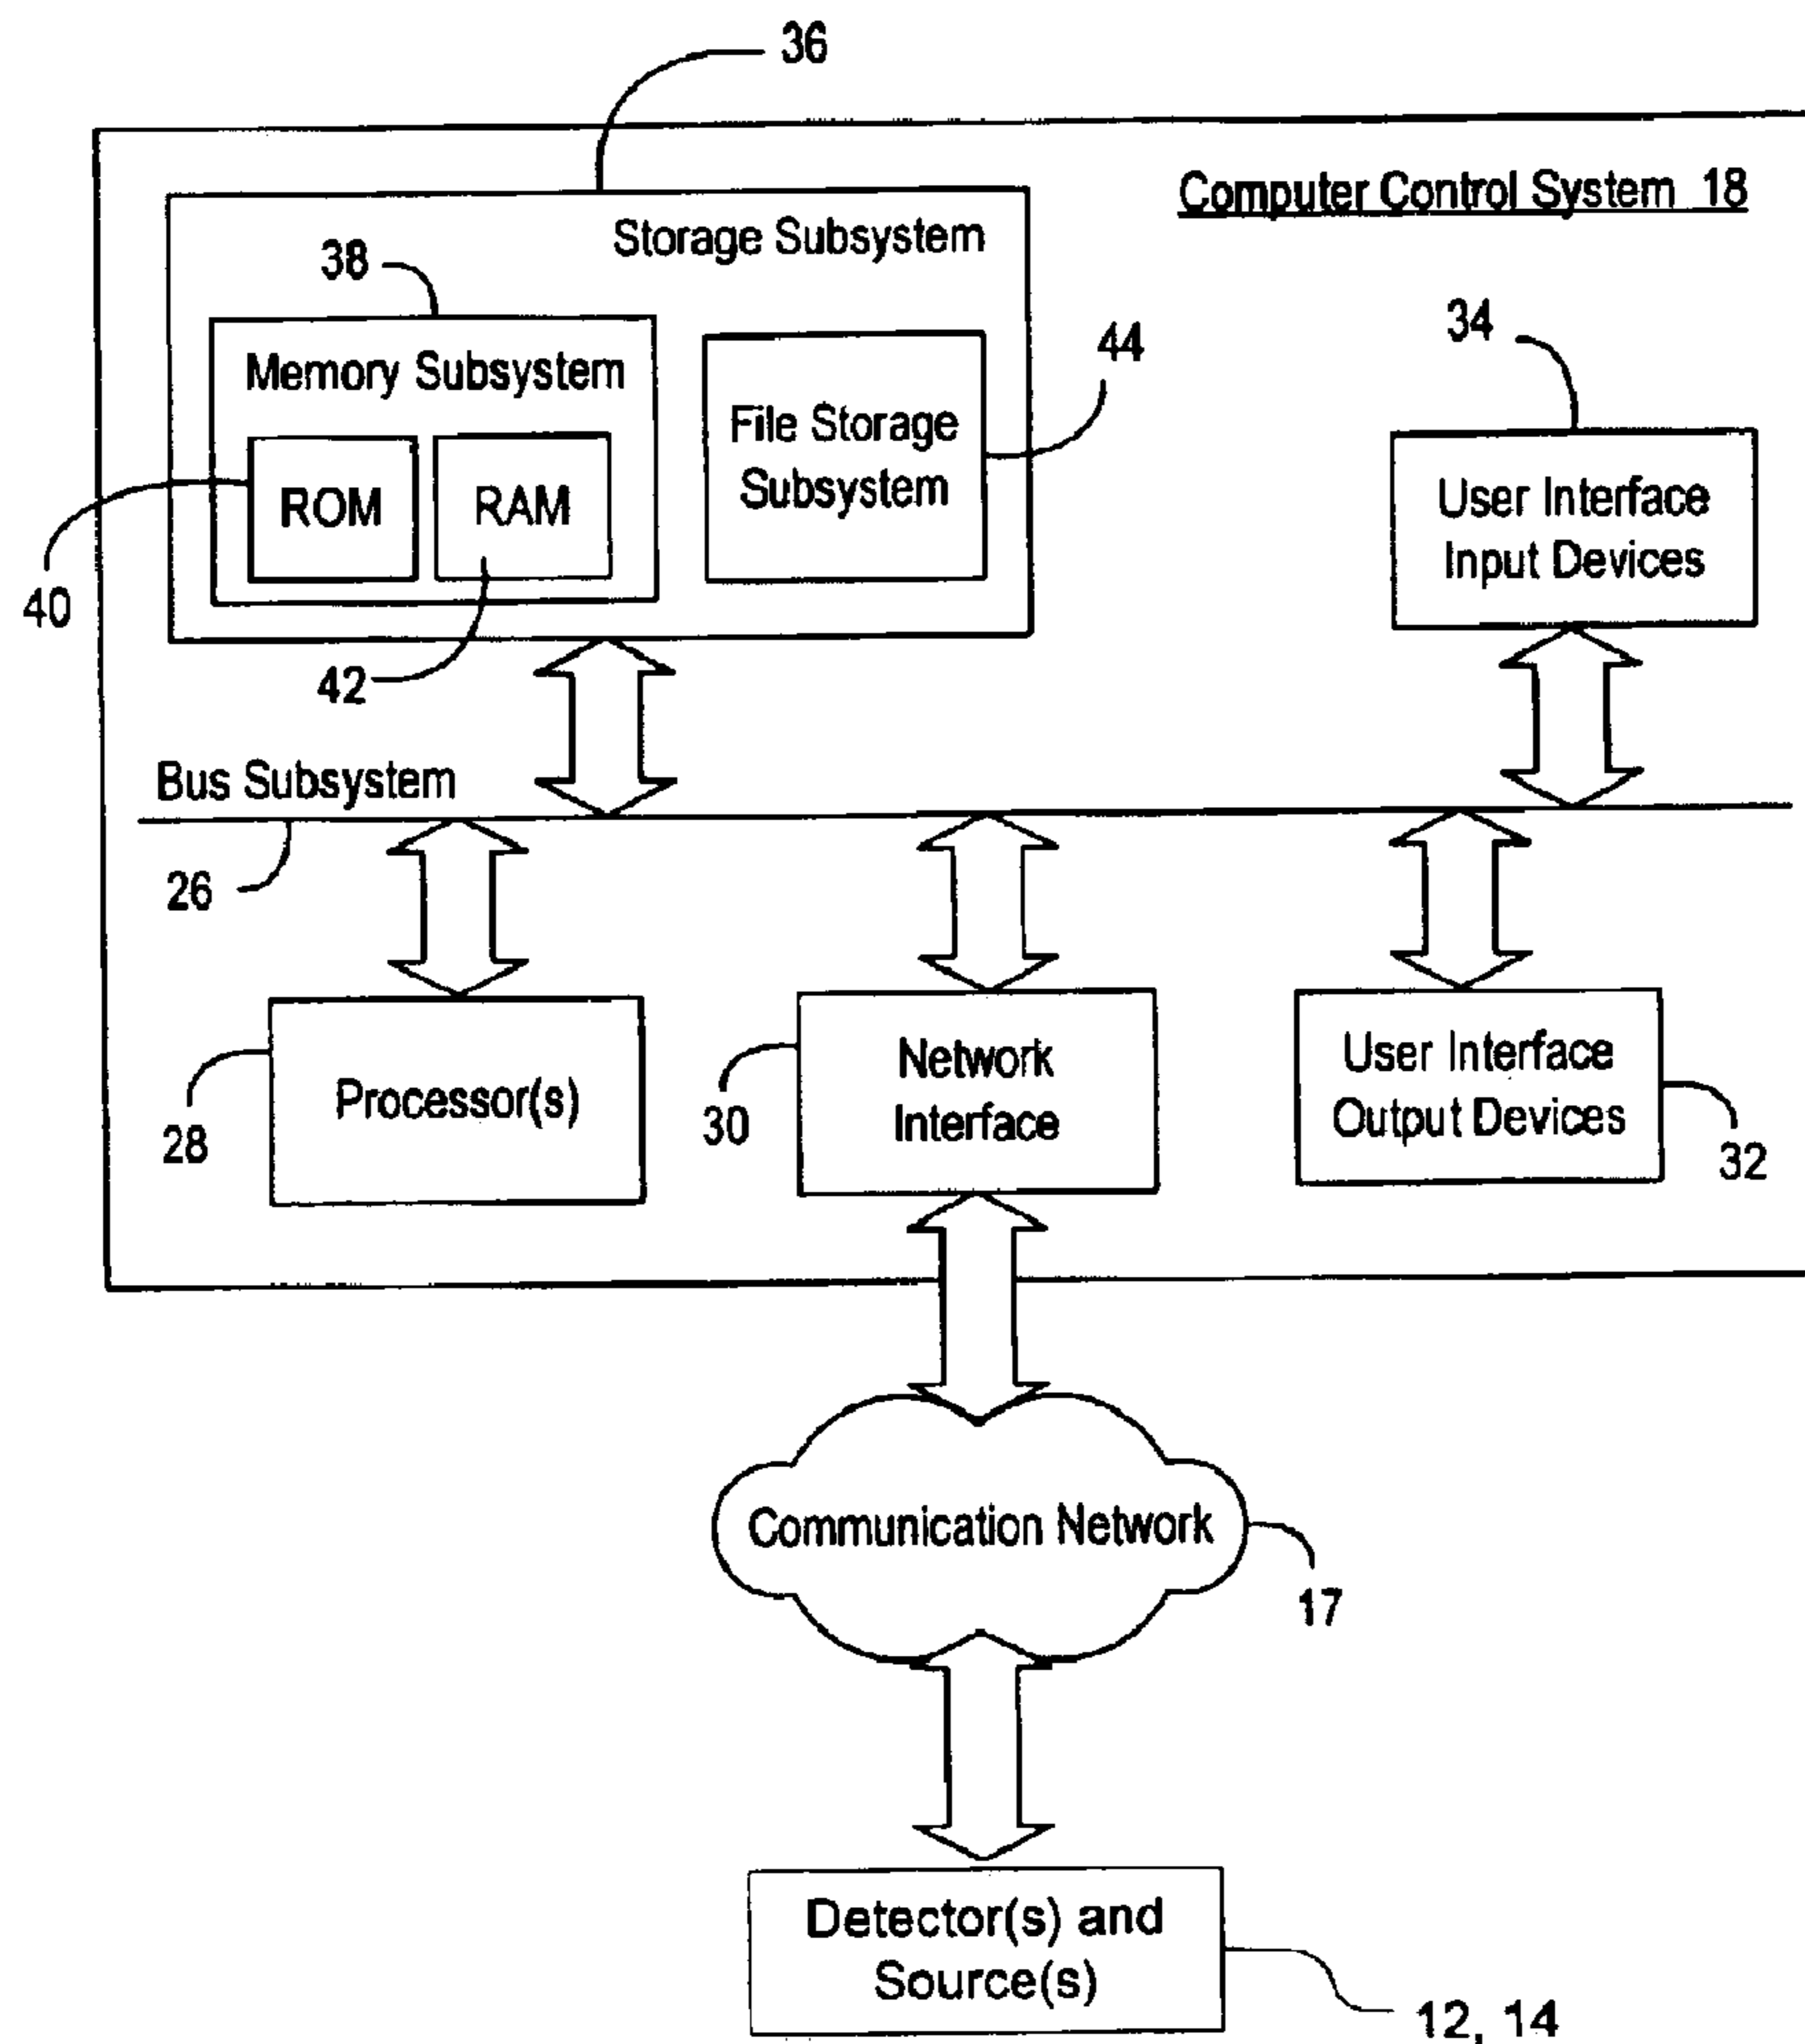 36
Computer Control System 18
Storage Subsystem
38
Memory Subsystem
ROM
RAM
File Storage
Subsystem
44
34
User Interface
Input Devices
40
42
Bus Subsystem
26
Processor(s)
28
Network
Interface
30
User Interface
Output Devices
32
Communication Network
17
Detector(s) and
Source(s)
12, 14